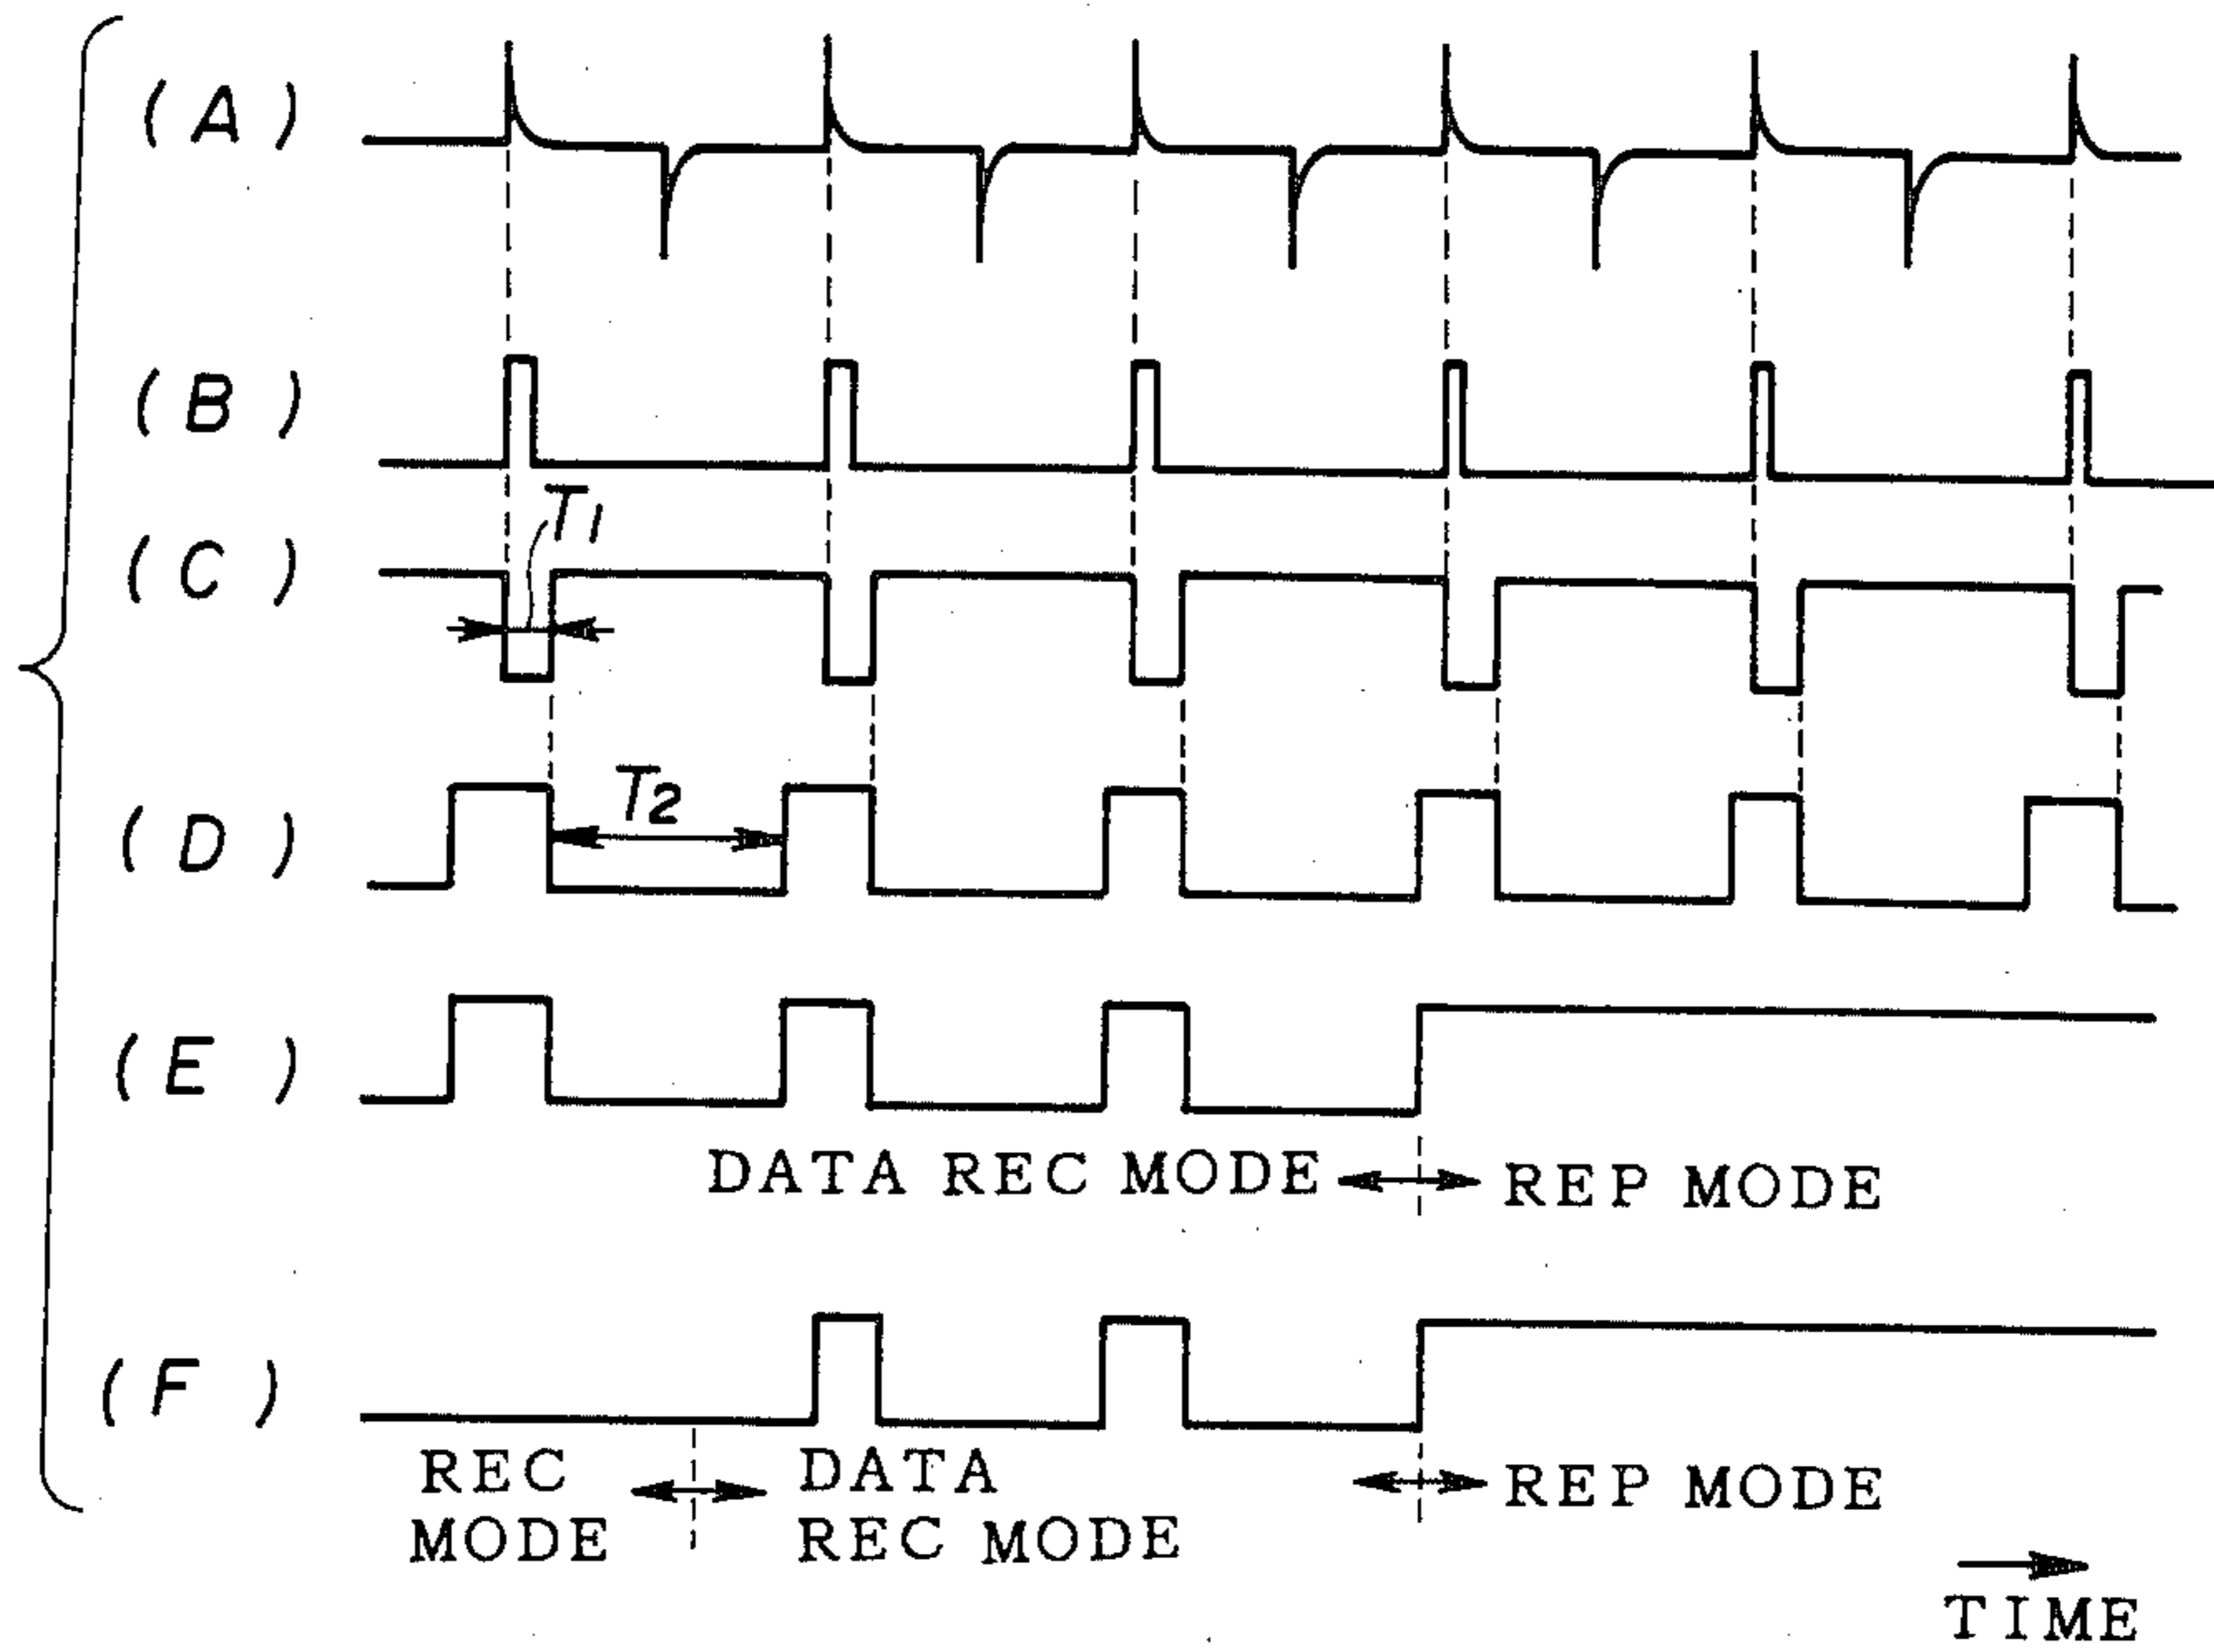 (A)
(B)
T1
(C)
T2
(D)
(E)
DATA REC MODE REP MODE
(F)
REC MODE
DATA REC MODE
REP MODE
TIME